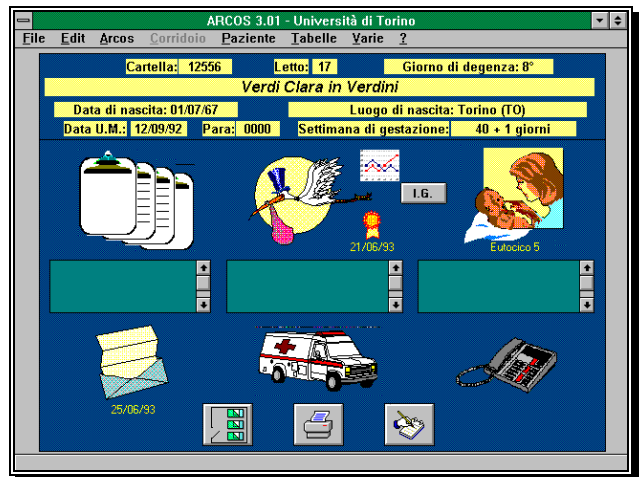 ARCOS 3.01 - Università di Torino
File Edit Arcos Corridoio Paziente Tabelle Varie ?
Cartella: 12556 Letto: 17 Giorno di degenza: 8°
Verdi Clara in Verdini
Data di nascita: 01/07/67 Luogo di nascita: Torino (TO)
Data U.M.: 12/09/92 Para: 0000 Settimana di gestazione: 40 + 1 giorni
I.G.
21/06/93 Eutocico 5
25/06/93